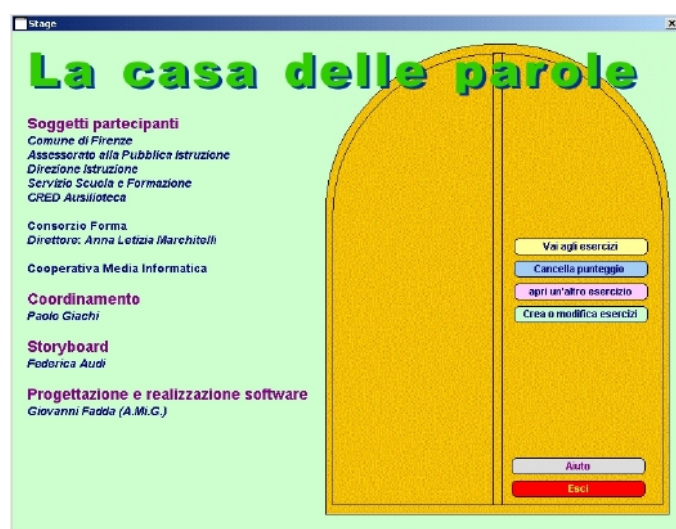 Stage
La casa delle parole
Soggetti partecipanti
Comune di Firenze
Assessorato alla Pubblica Istruzione
Direzione Istruzione
Servizio Scuola e Formazione
CRED Ausilioteca
Consorzio Forma
Direttore: Anna Letizia Marchitelli
Cooperativa Media Informatica
Coordinamento
Paolo Giachi
Storyboard
Federica Audi
Progettazione e realizzazione software
Giovanni Fadda (A.Mi.G.)
Vai agli esercizi
Cancella punteggio
apri un'altro esercizio
Crea o modifica esercizi
Aiuto
Esci